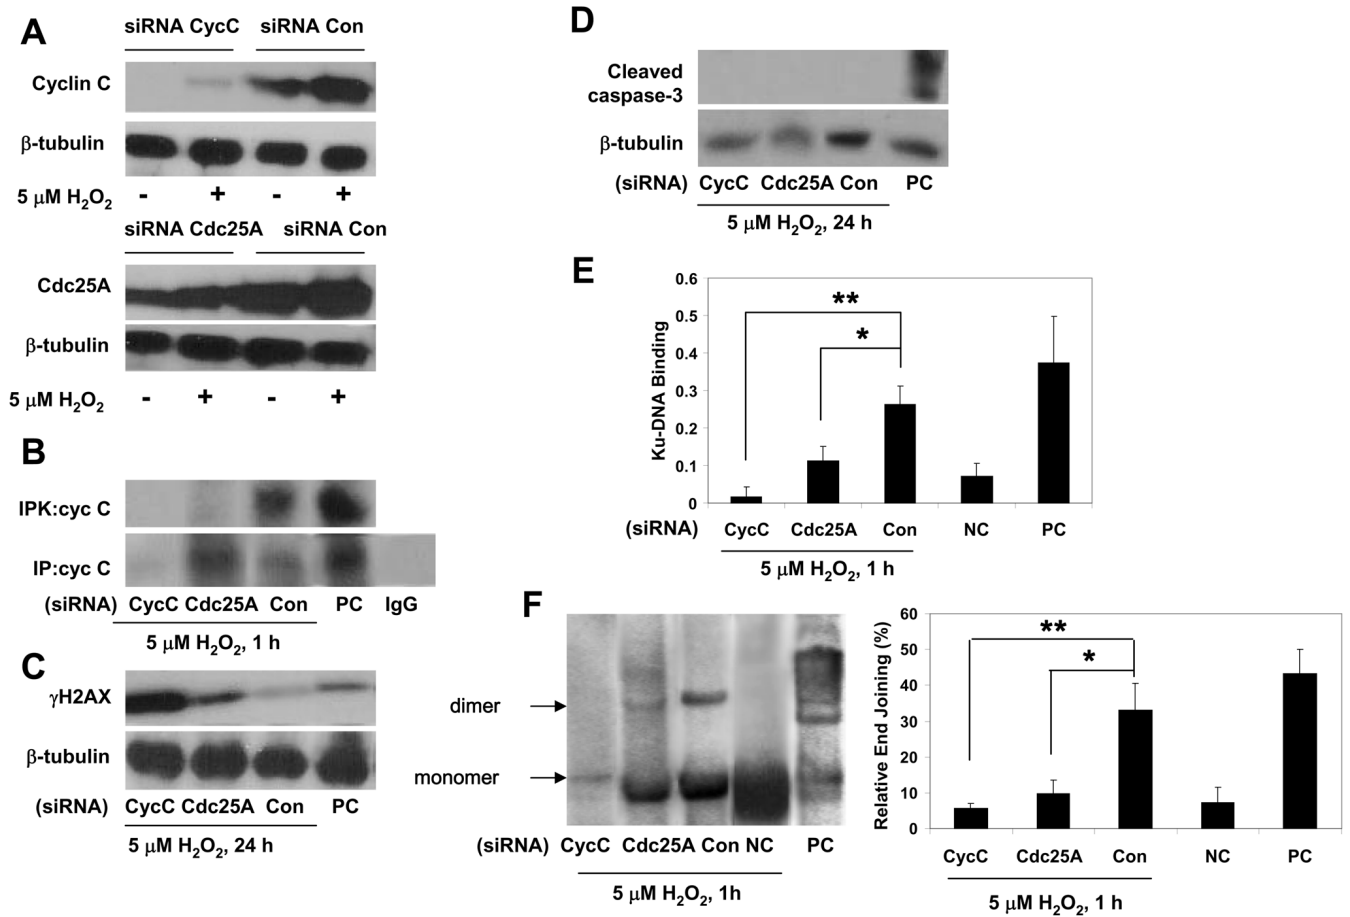 A
siRNA CycC siRNA Con
Cyclin C
β-tubulin
5 μM H₂O₂ - + - +
siRNA Cdc25A siRNA Con
Cdc25A
β-tubulin
5 μM H₂O₂ - + - +
B
IPK:cyc C
IP:cyc C
(siRNA) CycC Cdc25A Con PC IgG
5 μM H₂O₂, 1 h
C
γH2AX
β-tubulin
(siRNA) CycC Cdc25A Con PC
5 μM H₂O₂, 24 h
D
Cleaved
caspase-3
β-tubulin
(siRNA) CycC Cdc25A Con PC
5 μM H₂O₂, 24 h
E
Ku-DNA Binding
0.6
0.5
0.4
0.3
0.2
0.1
0
**
*
(siRNA) CycC Cdc25A Con NC PC
5 μM H₂O₂, 1 h
F
dimer
monomer
(siRNA) CycC Cdc25A Con NC PC
5 μM H₂O₂, 1h
Relative End Joining (%)
60
50
40
30
20
10
0
**
*
CycC Cdc25A Con NC PC
5 μM H₂O₂, 1 h